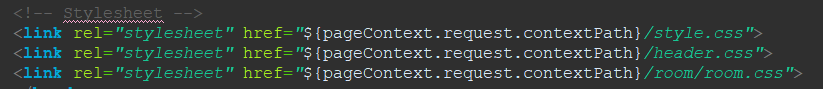 <!-- Stylesheet -->
<link rel="stylesheet" href="${pageContext.request.contextPath}/style.css">
<link rel="stylesheet" href="${pageContext.request.contextPath}/header.css">
<link rel="stylesheet" href="${pageContext.request.contextPath}/room/room.css">